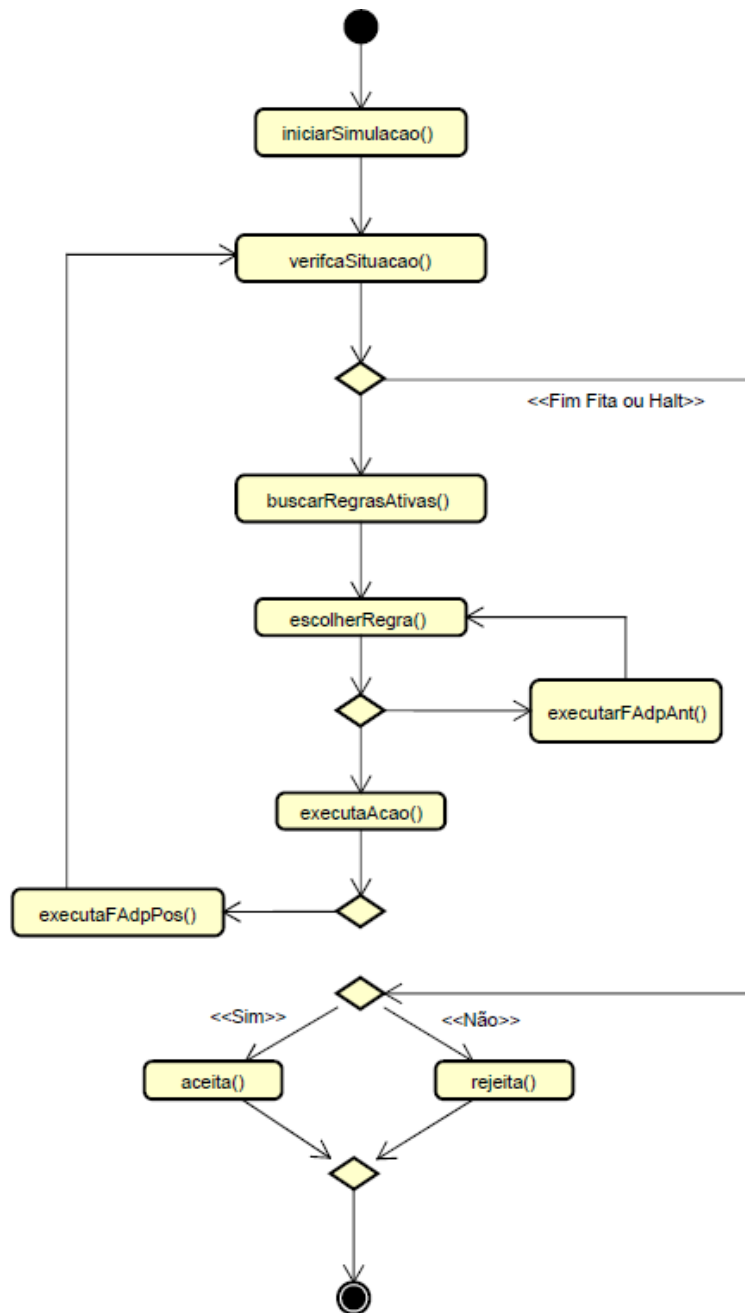 iniciarSimulacao()
verifcaSituacao()
<<Fim Fita ou Halt>>
buscarRegrasAtivas()
escolherRegra()
executarFAdpAnt()
executaAcao()
executaFAdpPos()
<<Sim>>
<<Não>>
aceita()
rejeita()